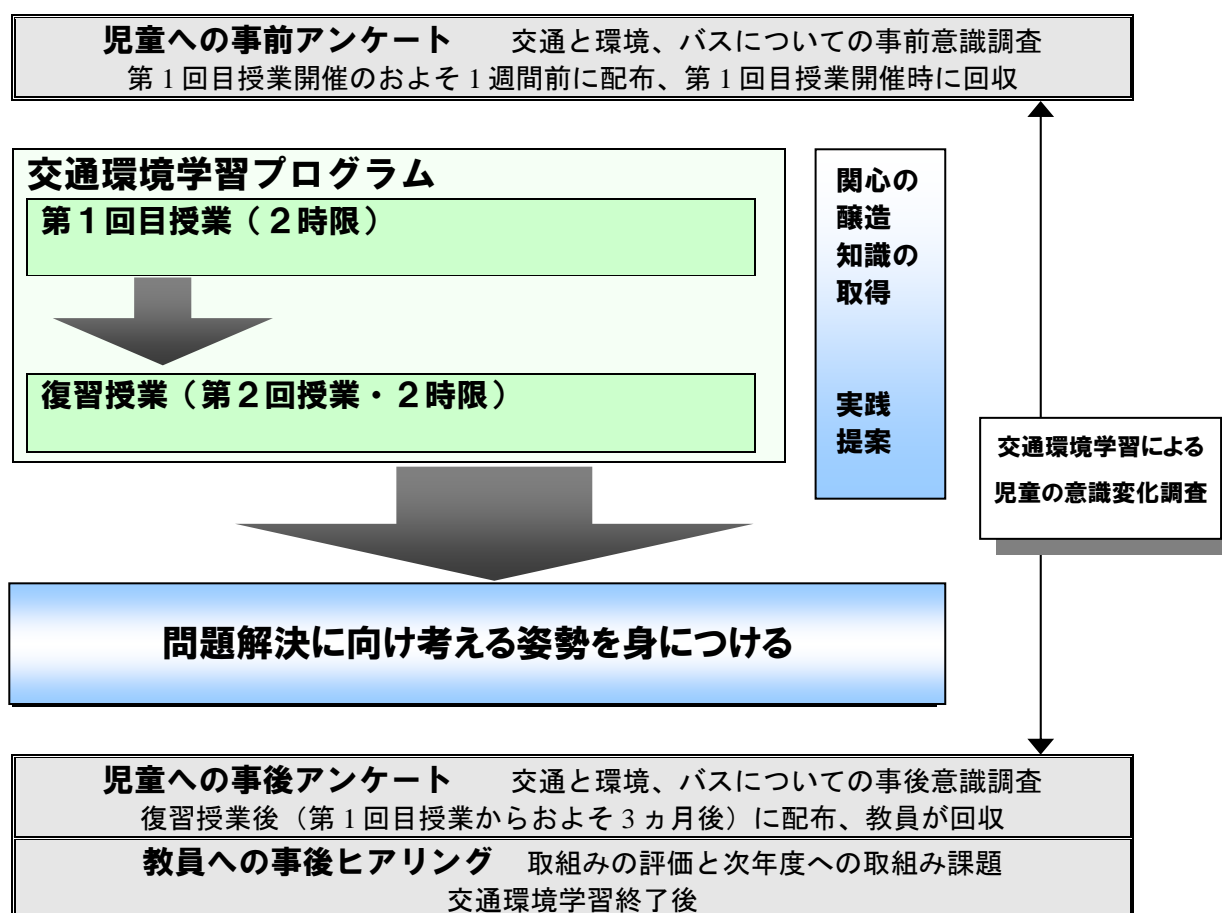 児童への事前アンケート　交通と環境、バスについての事前意識調査
第1回目授業開催のおよそ1週間前に配布、第1回目授業開催時に回収
交通環境学習プログラム
第１回目授業（２時限）
復習授業（第２回授業・２時限）
関心の
醸造
知識の
取得
実践
提案
交通環境学習による
児童の意識変化調査
問題解決に向け考える姿勢を身につける
児童への事後アンケート　交通と環境、バスについての事後意識調査
復習授業後（第1回目授業からおよそ3ヵ月後）に配布、教員が回収
教員への事後ヒアリング　取組みの評価と次年度への取組み課題
交通環境学習終了後